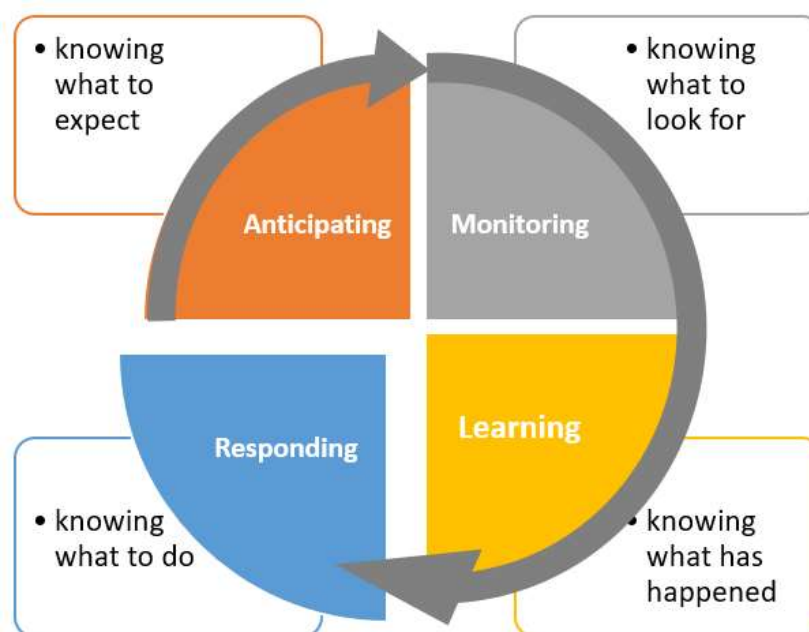 • knowing
what to
expect
• knowing
what to
look for
Anticipating
Monitoring
Responding
Learning
• knowing
what to do
• knowing
what has
happened